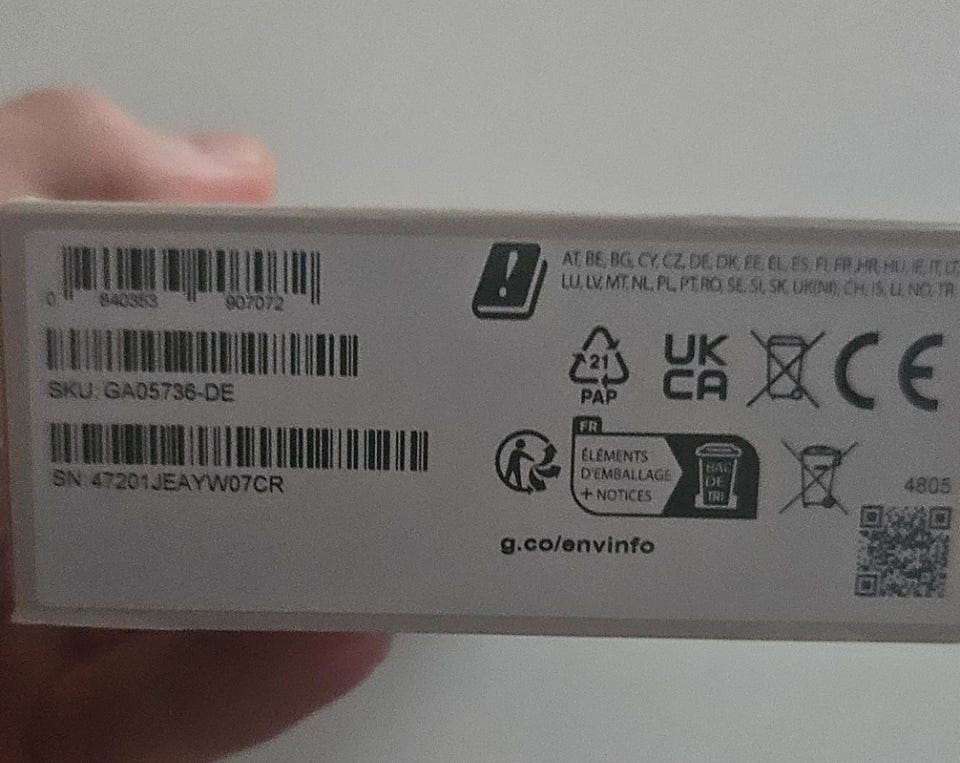 0 840353 907072
SKU: GA05736-DE
SN: 47201JEAYW07CR
AT, BE, BG, CY, CZ, DE, DK, EE, EL, ES, FI, FR, HR, HU, IE, IT, LT
LU, LV, MT, NL, PL, PT, RO, SE, SI, SK, UK(NI), CH, IS, LI, NO, TR
21
PAP
UK
CA
CE
FR
ÉLÉMENTS
D'EMBALLAGE
+ NOTICES
BAC
DE
TRI
4805
g.co/envinfo